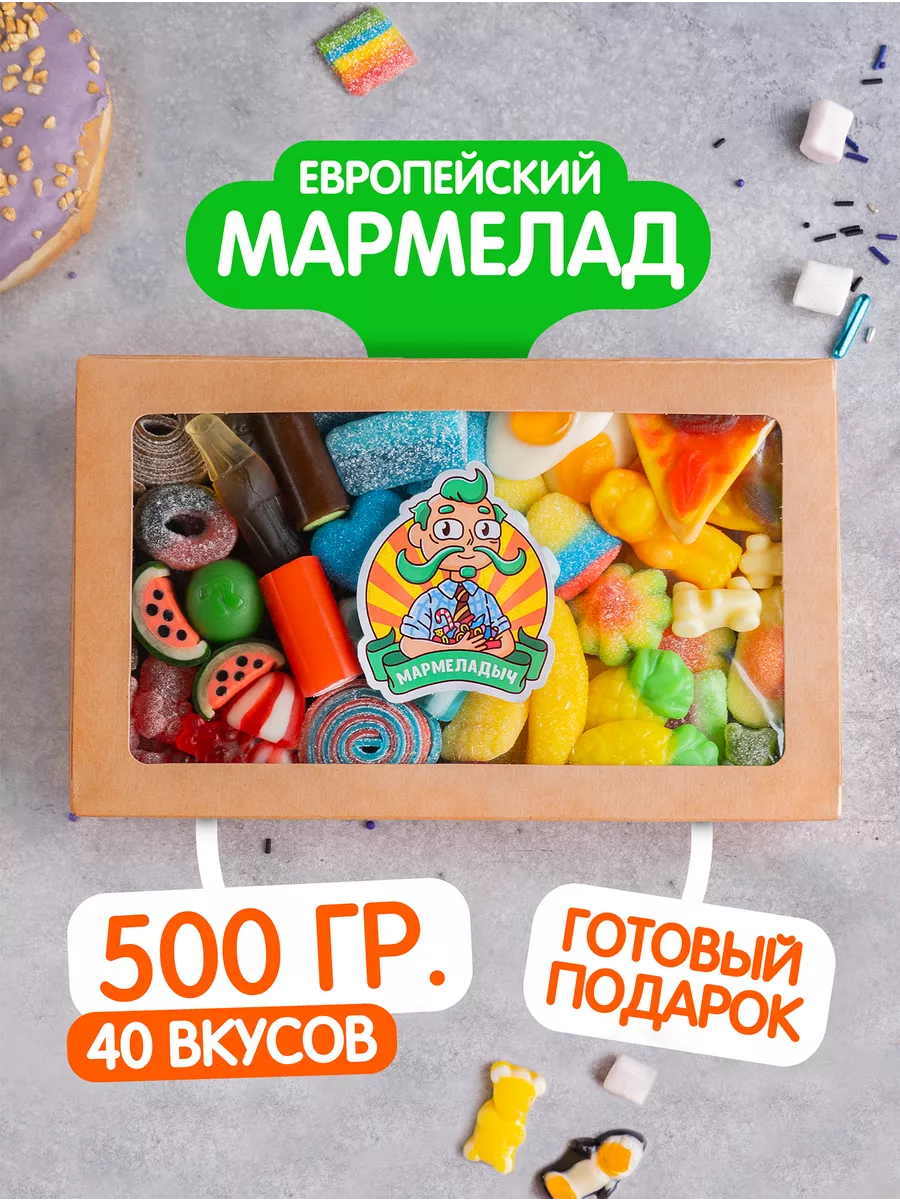 ЕВРОПЕЙСКИЙ
МАРМЕЛАД
МАРМЕЛАДЫЧ
500 ГР.
40 ВКУСОВ
ГОТОВЫЙ
ПОДАРОК